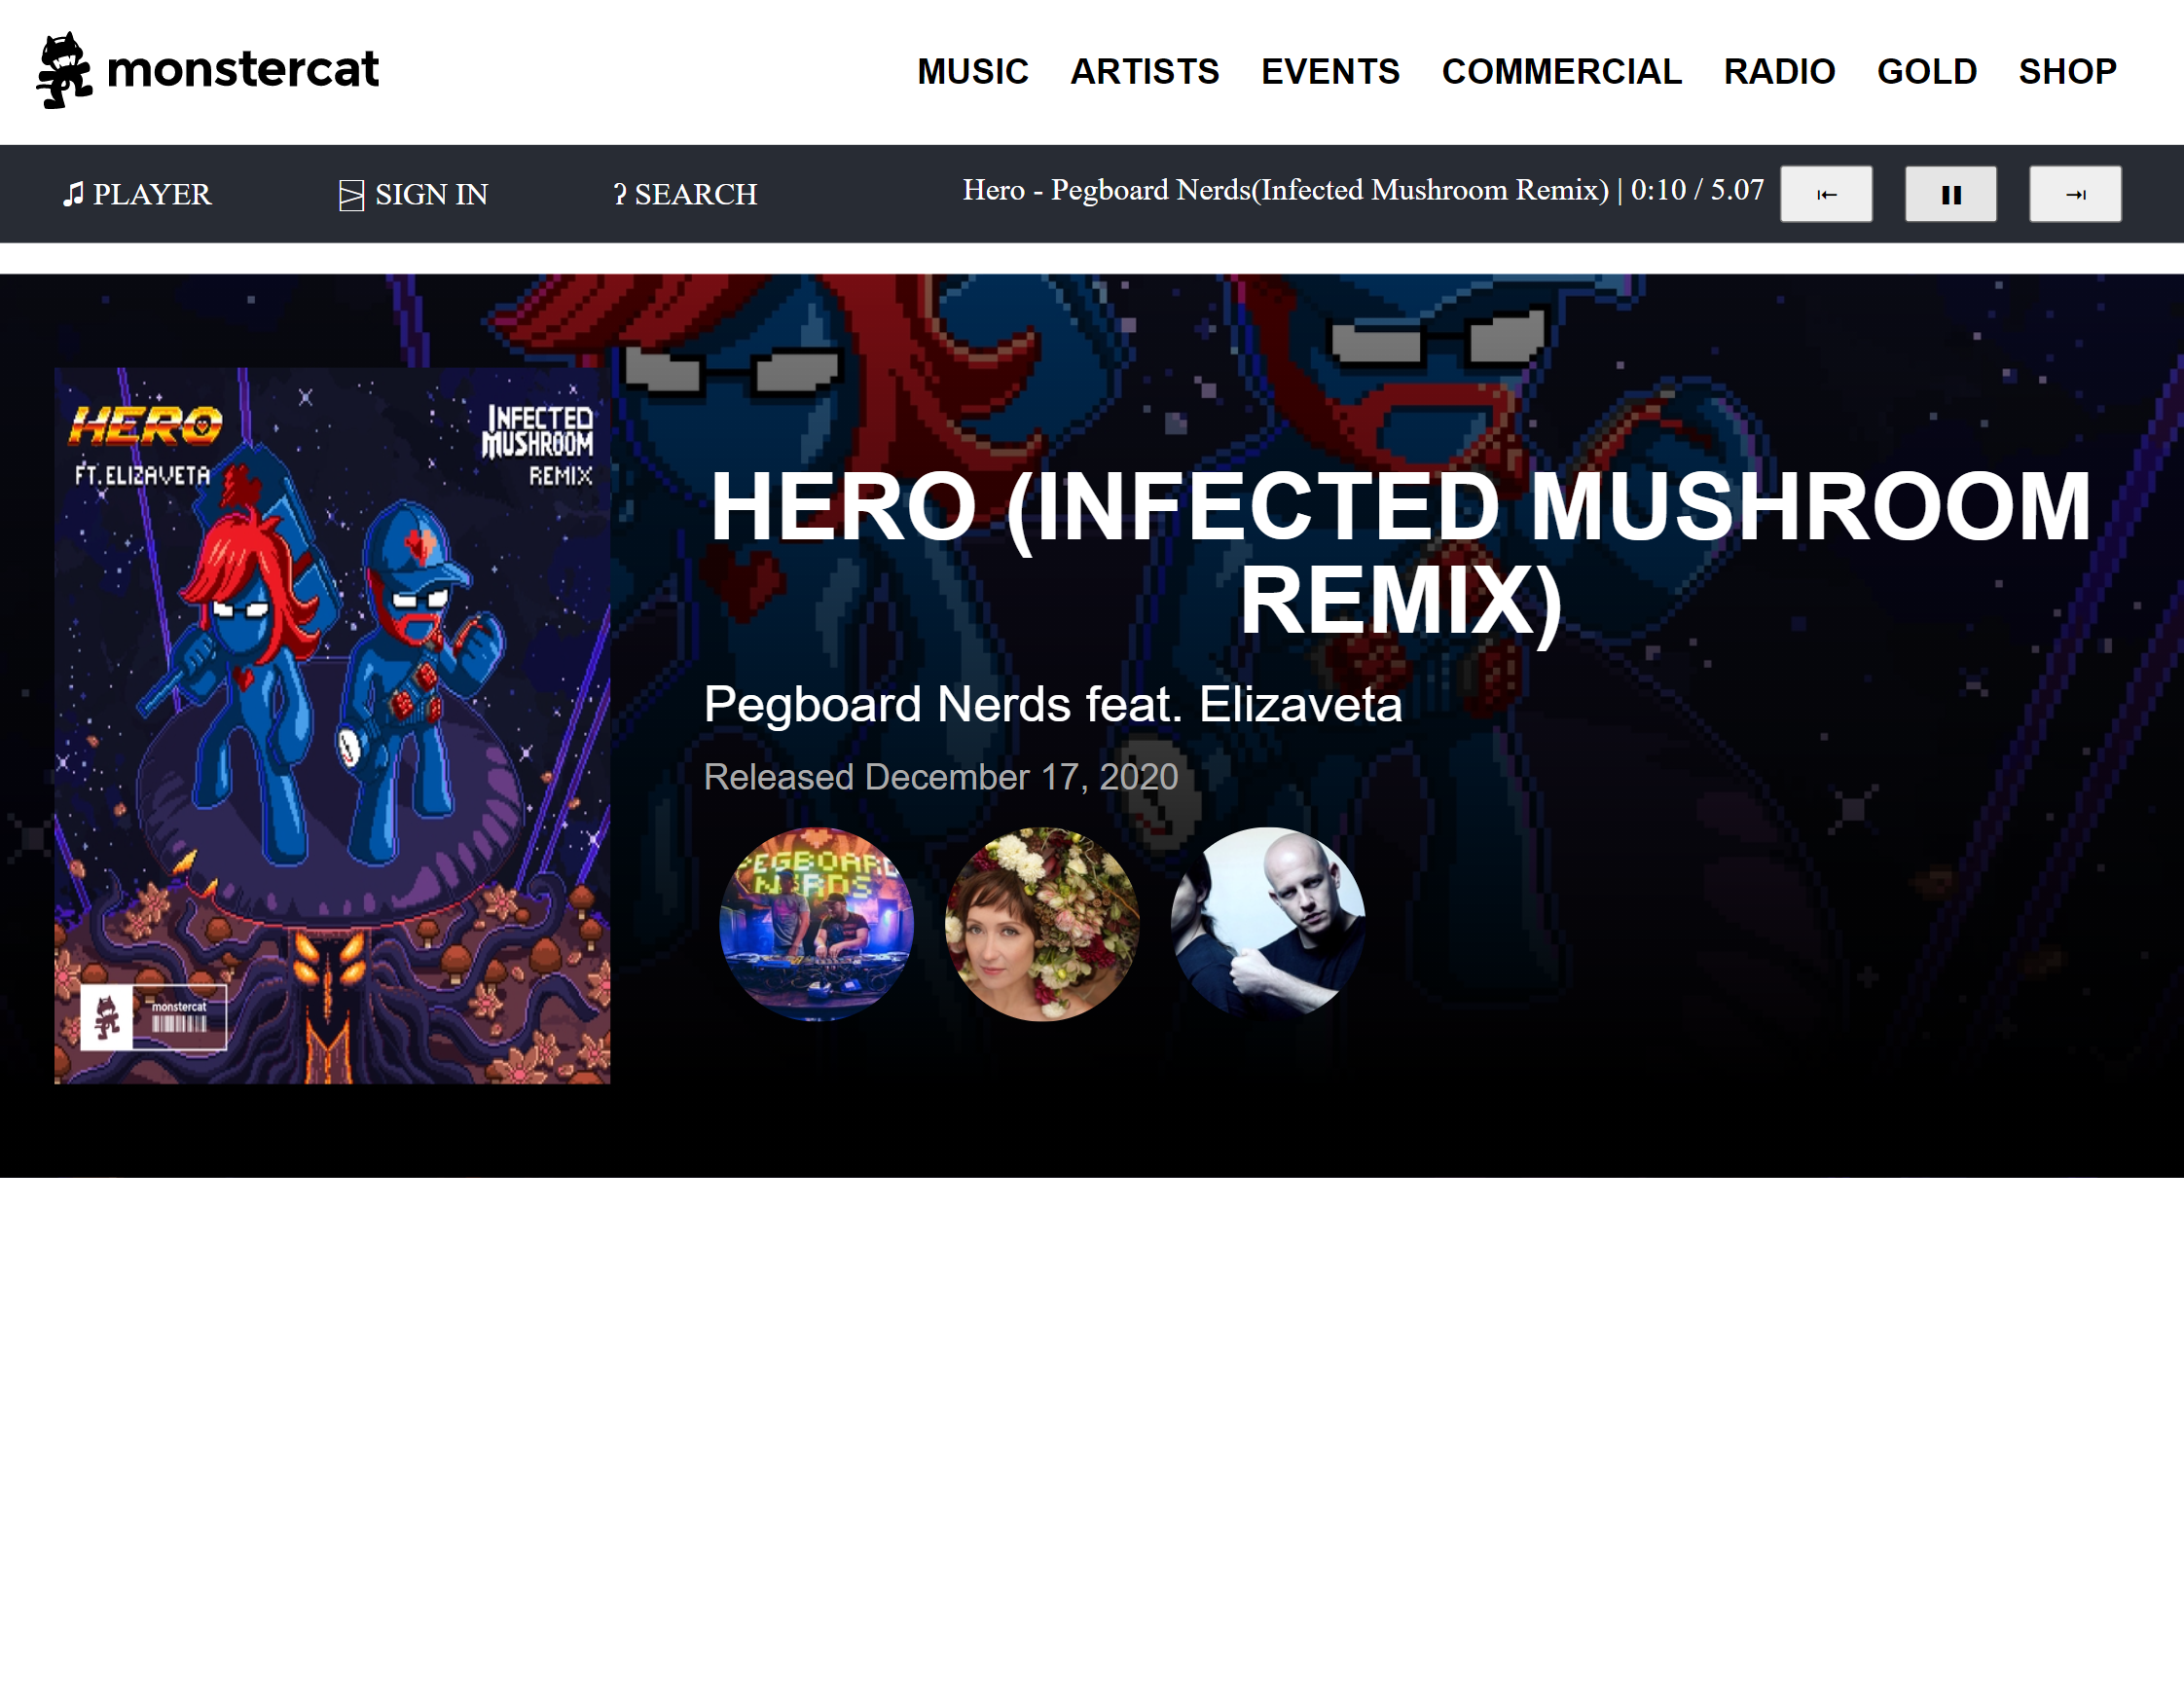 monstercat
MUSIC ARTISTS EVENTS COMMERCIAL RADIO GOLD SHOP
♫ PLAYER
SIGN IN
SEARCH
Hero - Pegboard Nerds(Infected Mushroom Remix) | 0:10 / 5.07
HERO
FT. ELIZAVETA
INFECTED
MUSHROOM
REMIX
monstercat
HERO (INFECTED MUSHROOM
REMIX)
Pegboard Nerds feat. Elizaveta
Released December 17, 2020
PEGBOARD
NERDS